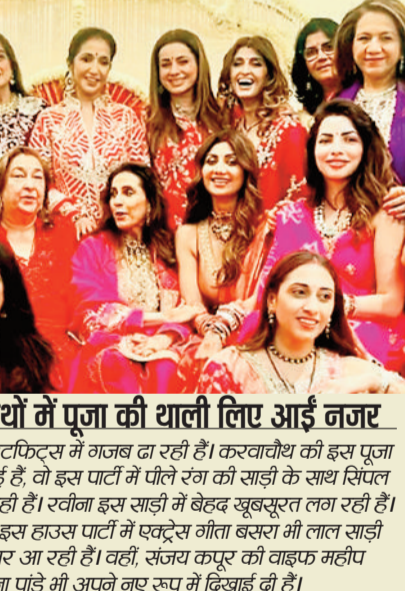 थों में पूजा की थाली लिए आईं नजर
टफिट्स में गजब ढा रही हैं। करवाचौथ की इस पूजा
ई हैं, वो इस पार्टी में पीले रंग की साड़ी के साथ सिंपल
ही हैं। रवीना इस साड़ी में बेहद खूबसूरत लग रही हैं।
इस हाउस पार्टी में एक्ट्रेस गीता बसरा भी लाल साड़ी
र आ रही हैं। वहीं, संजय कपूर की वाइफ महीप
ना पांडे भी अपने नए रूप में दिखाई दी हैं।